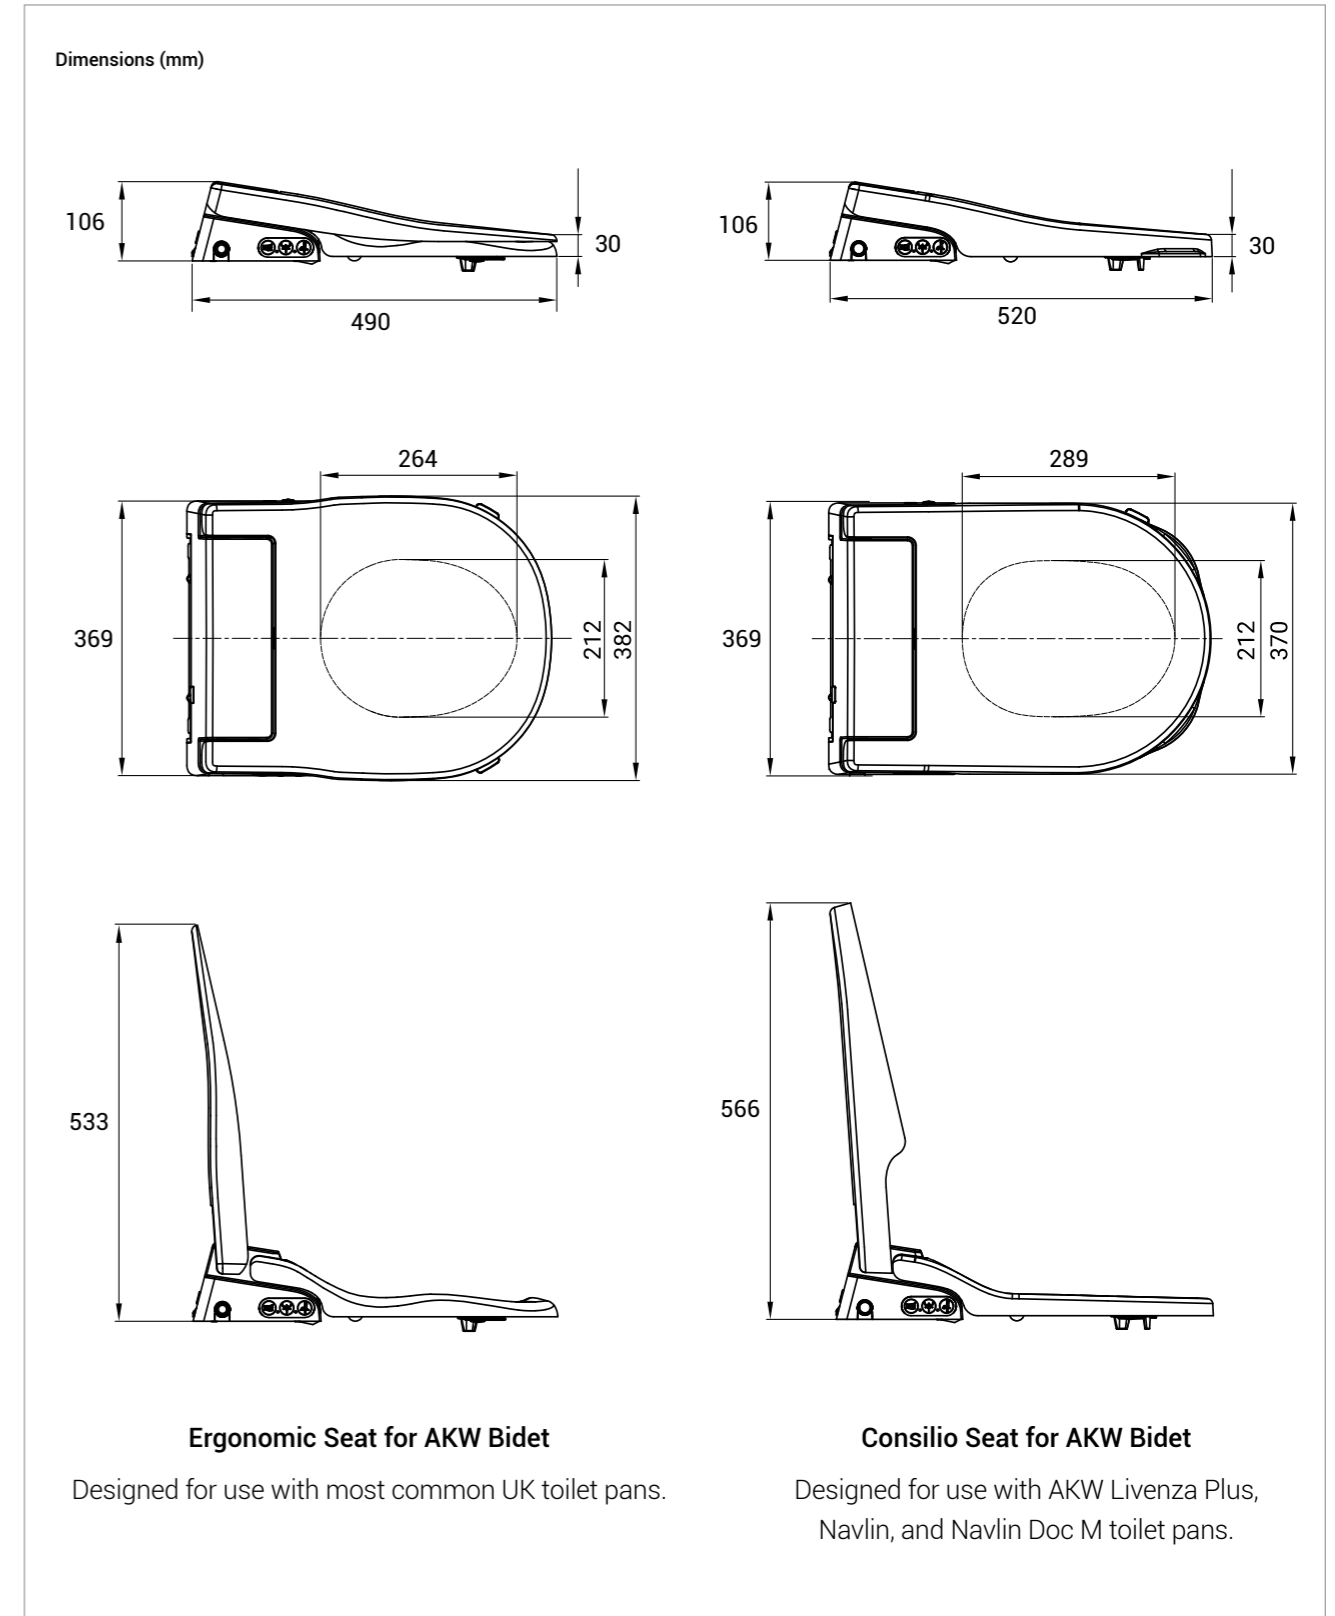 Dimensions (mm)
106
30
490
106
30
520
264
369
212
382
289
369
212
370
533
566
Ergonomic Seat for AKW Bidet
Designed for use with most common UK toilet pans.
Consilio Seat for AKW Bidet
Designed for use with AKW Livenza Plus,
Navlin, and Navlin Doc M toilet pans.